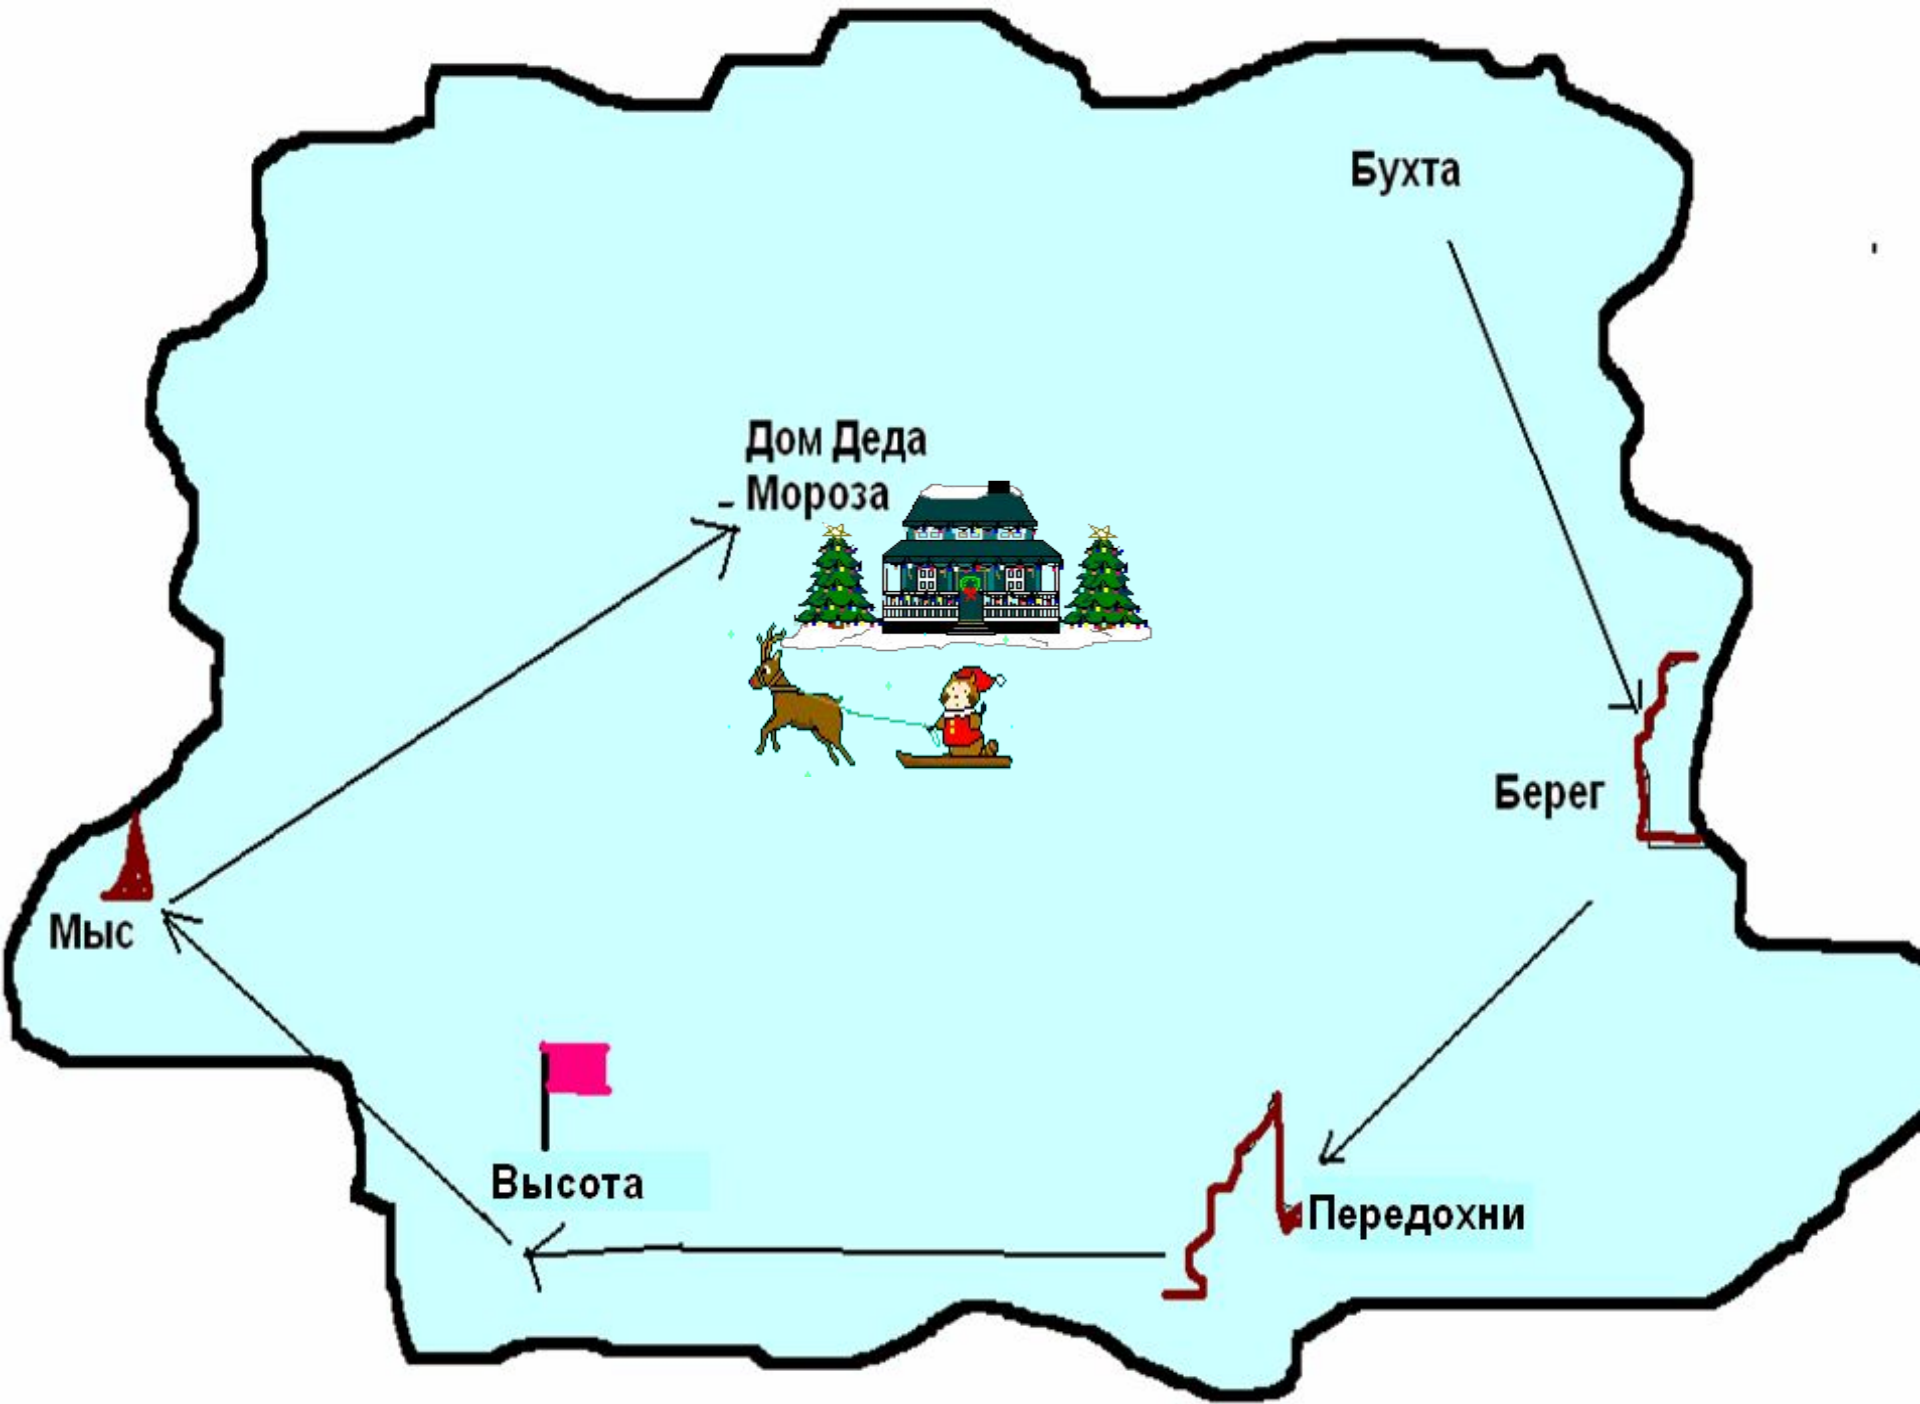 Бухта
Дом Деда
- Мороза
Берег
Мыс
Высота
Передохни